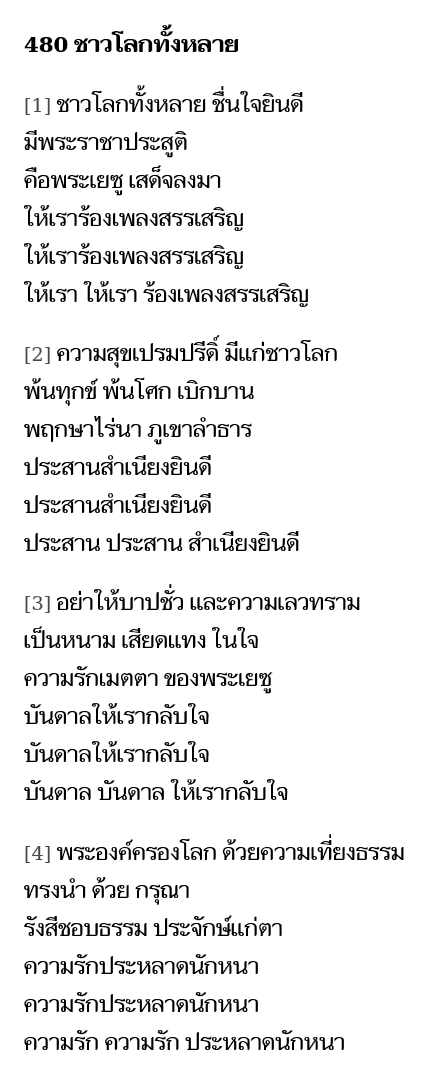 480 ชาวโลกทั้งหลาย
[1] ชาวโลกทั้งหลาย ชื่นใจยินดี
มีพระราชาประสูติ
คือพระเยซู เสด็จลงมา
ให้เราร้องเพลงสรรเสริญ
ให้เราร้องเพลงสรรเสริญ
ให้เรา ให้เรา ร้องเพลงสรรเสริญ
[2] ความสุขเปรมปรีดิ์ มีแก่ชาวโลก
พ้นทุกข์ พ้นโศก เบิกบาน
พฤกษาไร่นา ภูเขาลำธาร
ประสานสำเนียงยินดี
ประสานสำเนียงยินดี
ประสาน ประสาน สำเนียงยินดี
[3] อย่าให้บาปชั่ว และความเลวทราม
เป็นหนาม เสียดแทง ในใจ
ความรักเมตตา ของพระเยซู
บันดาลให้เรากลับใจ
บันดาลให้เรากลับใจ
บันดาล บันดาล ให้เรากลับใจ
[4] พระองค์ครองโลก ด้วยความเที่ยงธรรม
ทรงนำ ด้วย กรุณา
รังสีชอบธรรม ประจักษ์แก่ตา
ความรักประหลาดนักหนา
ความรักประหลาดนักหนา
ความรัก ความรัก ประหลาดนักหนา